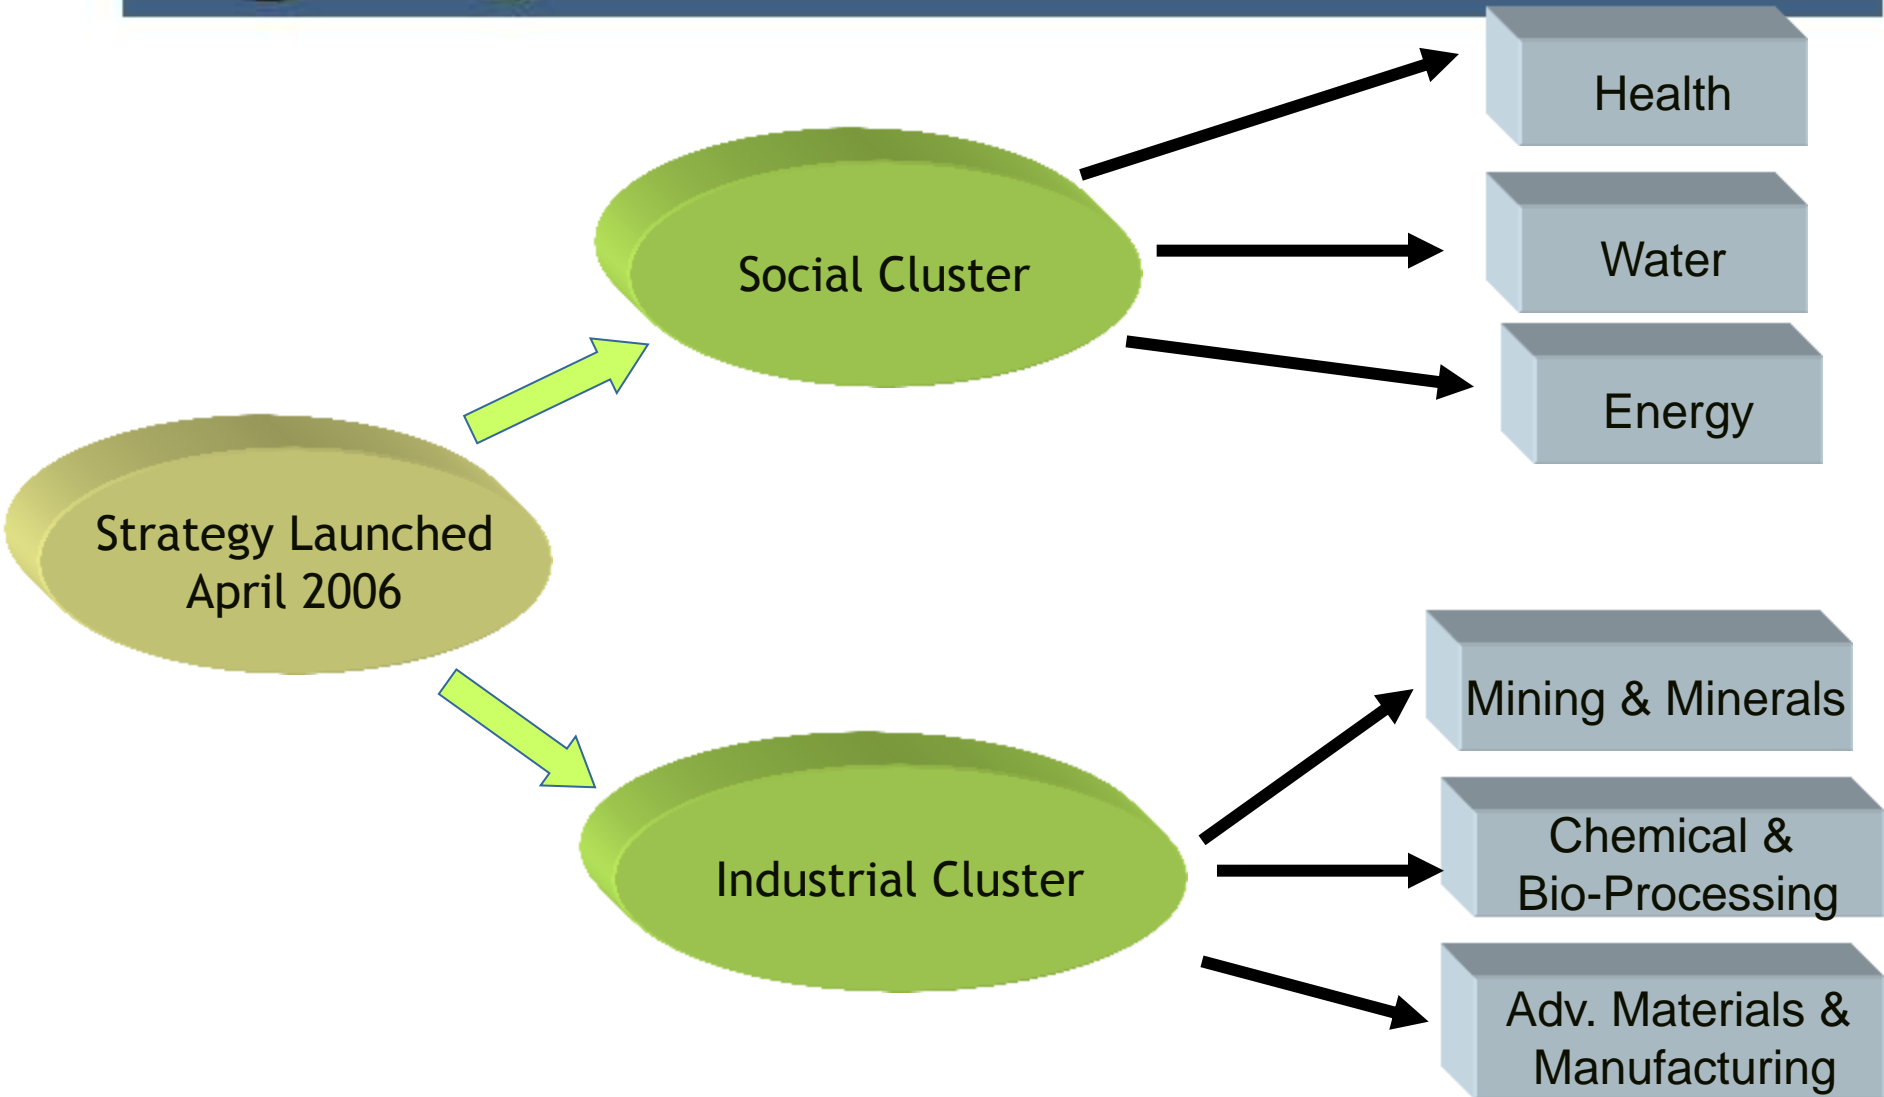 Health
Social Cluster
Water
Energy
Strategy Launched
April 2006
Mining & Minerals
Industrial Cluster
Chemical &
Bio-Processing
Adv. Materials &
Manufacturing